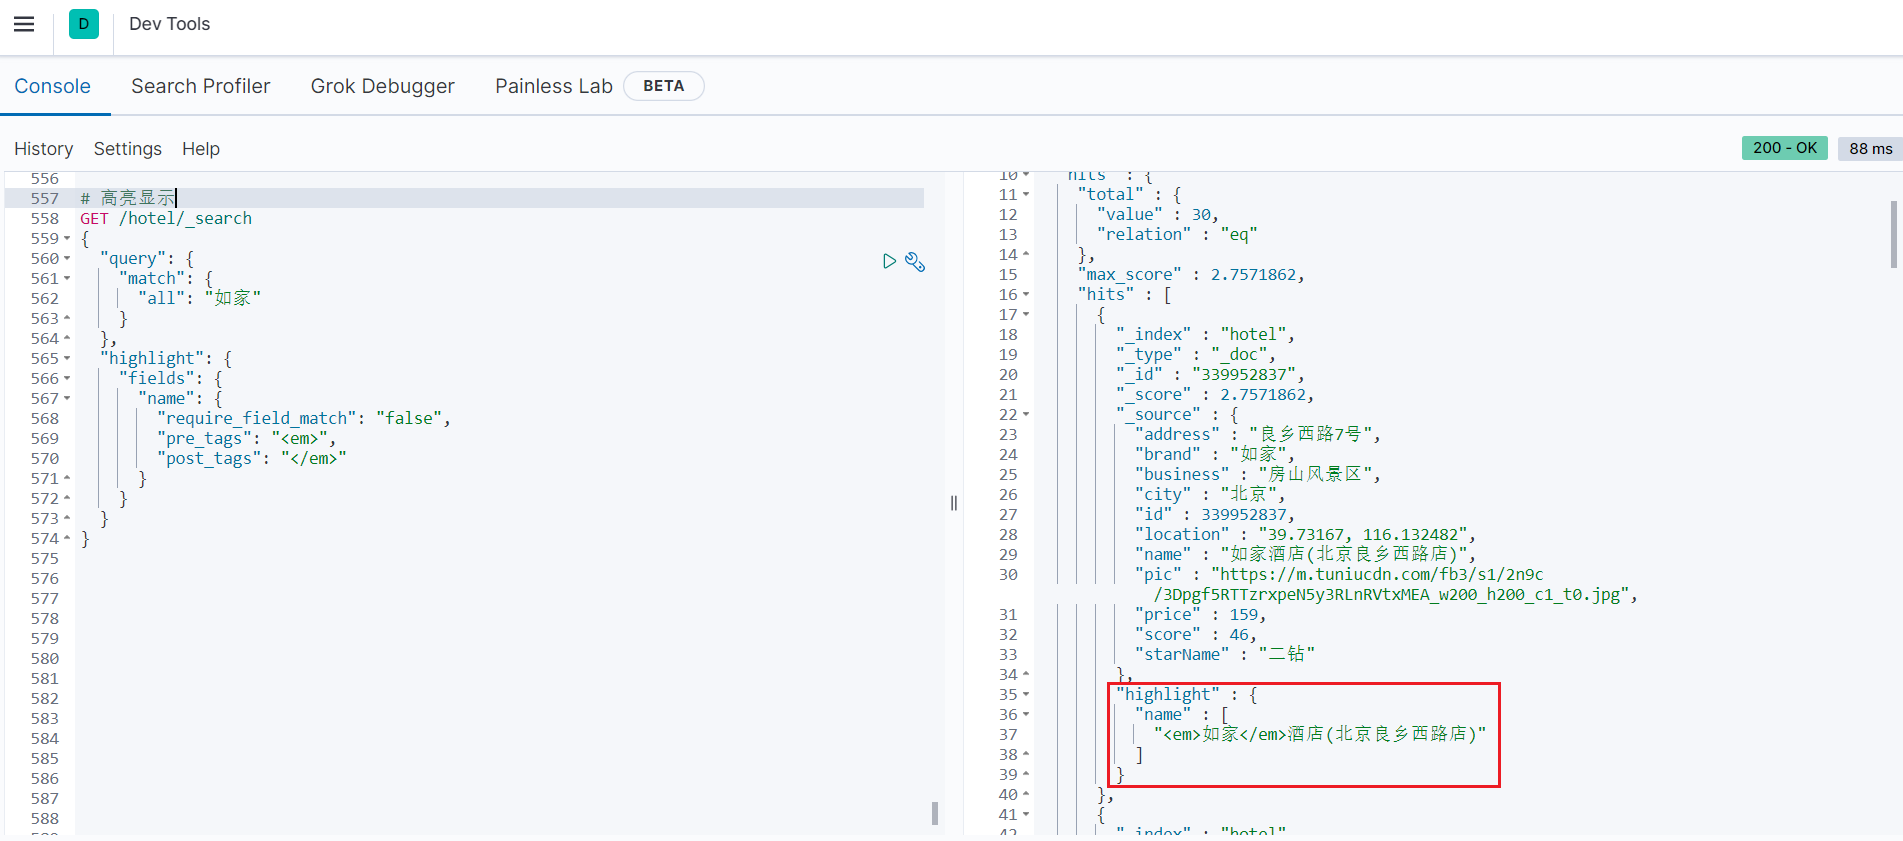 D Dev Tools
Console Search Profiler Grok Debugger Painless Lab BETA
History Settings Help
200 - OK 88 ms
556
557 # 高亮显示
558 GET /hotel/_search
559 {
560 "query": {
561 "match": {
562 "all": "如家"
563 }
564 },
565 "highlight": {
566 "fields": {
567 "name": {
568 "require_field_match": "false",
569 "pre_tags": "<em>",
570 "post_tags": "</em>"
571 }
572 }
573 }
574 }
575
576
577
578
579
580
581
582
583
584
585
586
587
588
10 "hits" : {
11 "total" : {
12 "value" : 30,
13 "relation" : "eq"
14 },
15 "max_score" : 2.7571862,
16 "hits" : [
17 {
18 "_index" : "hotel",
19 "_type" : "_doc",
20 "_id" : "339952837",
21 "_score" : 2.7571862,
22 "_source" : {
23 "address" : "良乡西路7号",
24 "brand" : "如家",
25 "business" : "房山风景区",
26 "city" : "北京",
27 "id" : 339952837,
28 "location" : "39.73167, 116.132482",
29 "name" : "如家酒店(北京良乡西路店)",
30 "pic" : "https://m.tuniucdn.com/fb3/s1/2n9c
/3Dpgf5RTTzrxpeN5y3RLnRVtxMEA_w200_h200_c1_t0.jpg",
31 "price" : 159,
32 "score" : 46,
33 "starName" : "二钻"
34 },
35 "highlight" : {
36 "name" : [
37 "<em>如家</em>酒店(北京良乡西路店)"
38 ]
39 }
40 },
41 {
42 "_index" : "hotel"